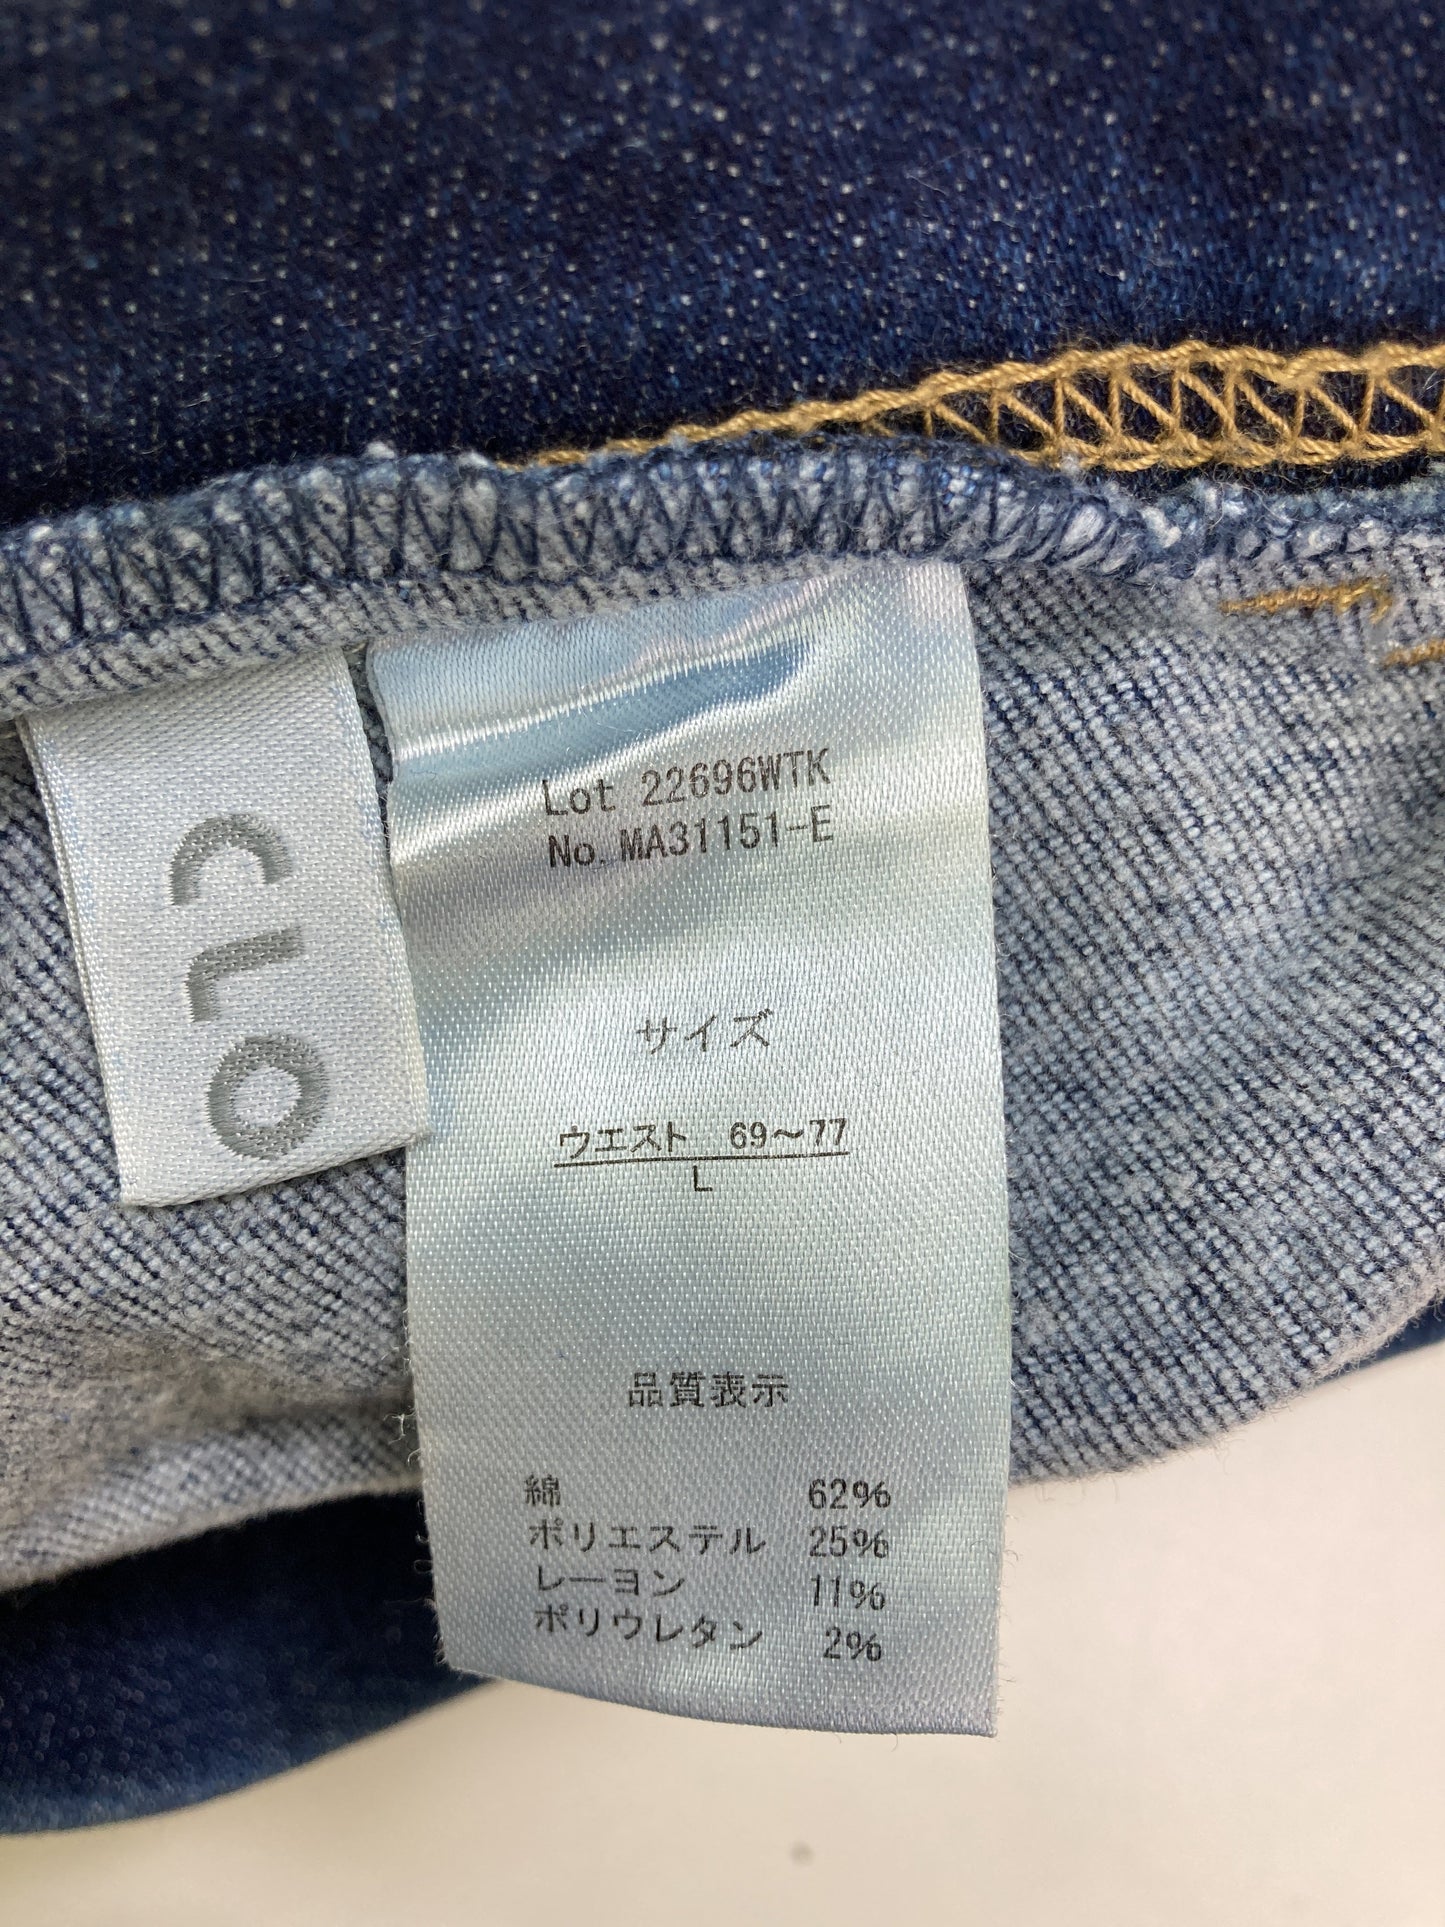 CLO
Lot 22696WTK
No. MA31151-E
サイズ
ウエスト 69～77
L
品質表示
綿 62%
ポリエステル 25%
レーヨン 11%
ポリウレタン 2%